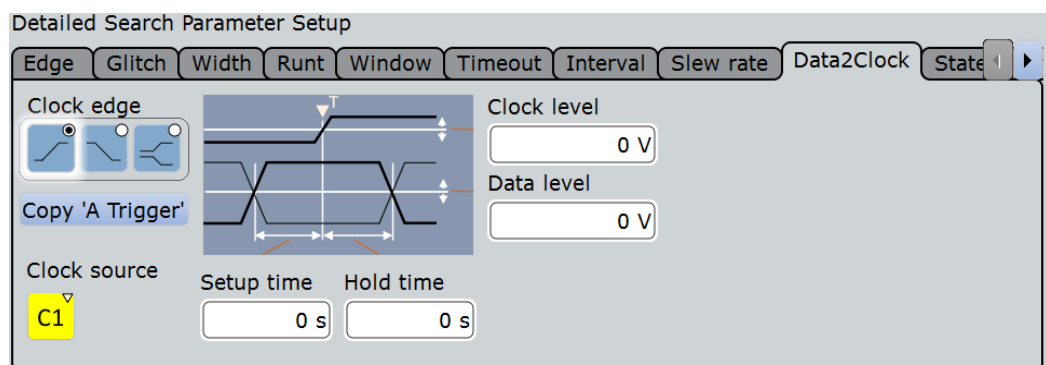 Detailed Search Parameter Setup
Edge Glitch Width Runt Window Timeout Interval Slew rate Data2Clock State
Clock edge
T
Clock level
0 V
Data level
0 V
Copy 'A Trigger'
Clock source
C1
Setup time Hold time
0 s 0 s